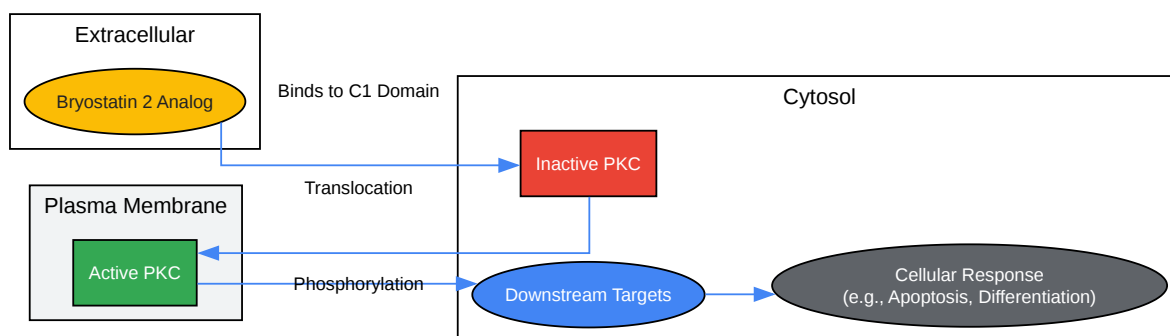 Extracellular
Bryostatin 2 Analog
Binds to C1 Domain
Cytosol
Inactive PKC
Translocation
Plasma Membrane
Active PKC
Phosphorylation
Downstream Targets
Cellular Response
(e.g., Apoptosis, Differentiation)